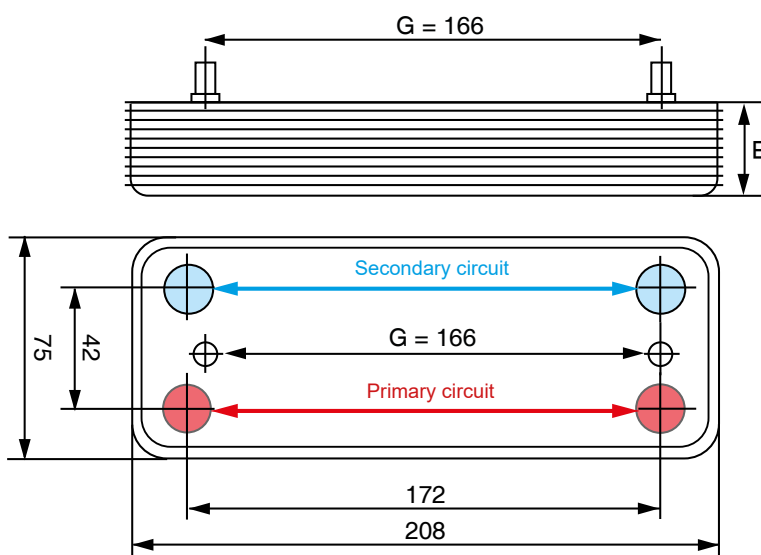 G = 166
B
Secondary circuit
42
75
G = 166
Primary circuit
172
208